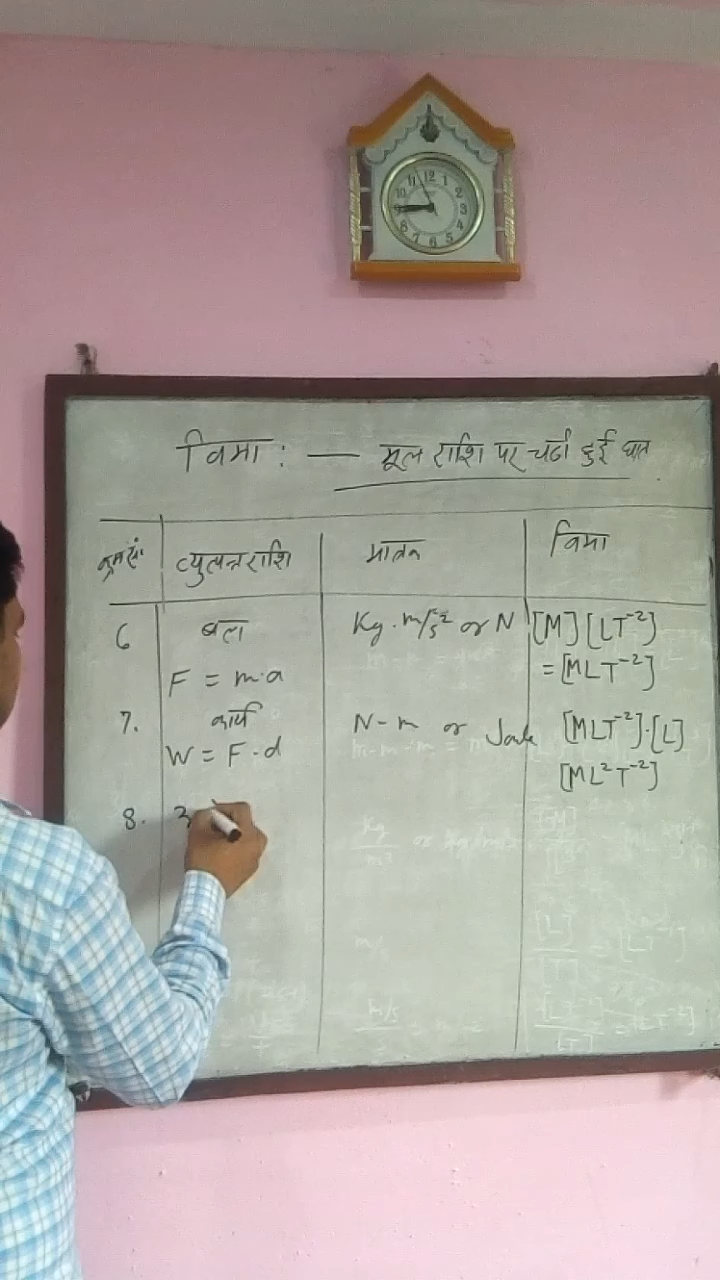 विमा : — मूल राशि पर चढी हुई घात
क्रम सं. व्युत्पन्न राशि मात्रक विमा
6 बल Kg.m/s² or N [M][LT⁻²]
F = m.a = [MLT⁻²]
7. कार्य N-m or Joule [MLT⁻²].[L]
W = F.d [ML²T⁻²]
8.